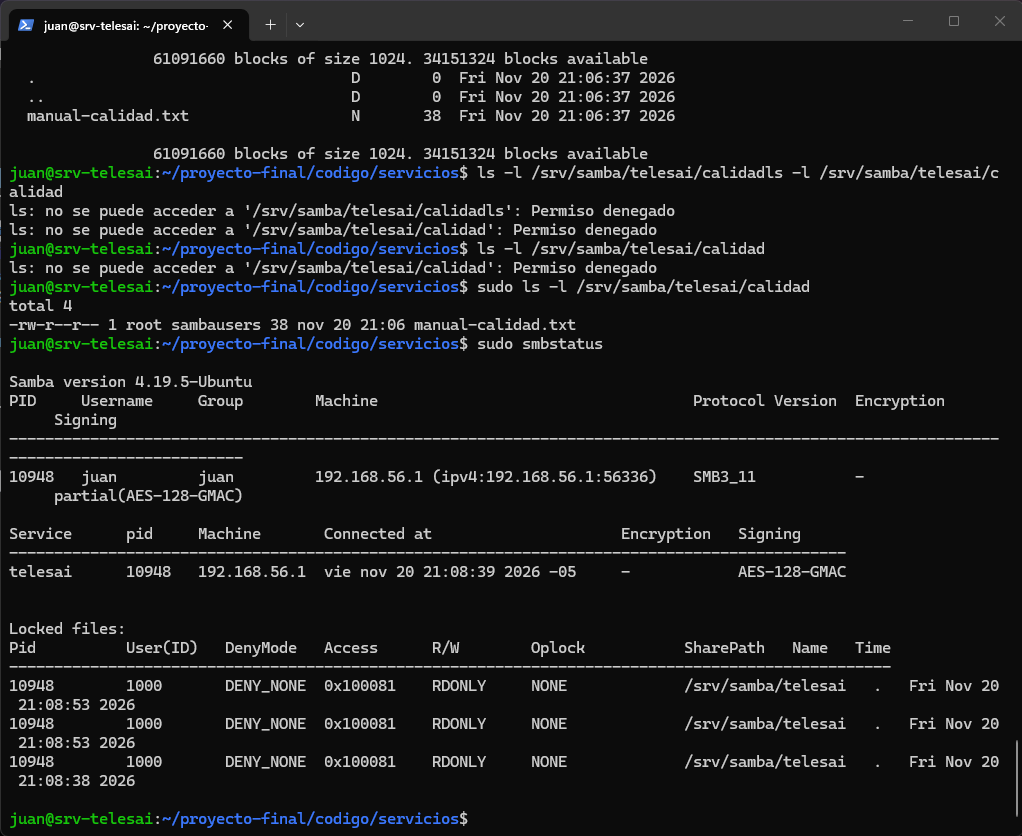 juan@srv-telesai: ~/proyecto-
61091660 blocks of size 1024. 34151324 blocks available
. D 0 Fri Nov 20 21:06:37 2026
.. D 0 Fri Nov 20 21:06:37 2026
manual-calidad.txt N 38 Fri Nov 20 21:06:37 2026
61091660 blocks of size 1024. 34151324 blocks available
juan@srv-telesai:~/proyecto-final/codigo/servicios$ ls -l /srv/samba/telesai/calidadls -l /srv/samba/telesai/c
alidad
ls: no se puede acceder a '/srv/samba/telesai/calidadls': Permiso denegado
ls: no se puede acceder a '/srv/samba/telesai/calidad': Permiso denegado
juan@srv-telesai:~/proyecto-final/codigo/servicios$ ls -l /srv/samba/telesai/calidad
ls: no se puede acceder a '/srv/samba/telesai/calidad': Permiso denegado
juan@srv-telesai:~/proyecto-final/codigo/servicios$ sudo ls -l /srv/samba/telesai/calidad
total 4
-rw-r--r-- 1 root sambausers 38 nov 20 21:06 manual-calidad.txt
juan@srv-telesai:~/proyecto-final/codigo/servicios$ sudo smbstatus
Samba version 4.19.5-Ubuntu
PID Username Group Machine Protocol Version Encryption
Signing
--------------------------------------------------------------------------------------------------------------
--------------------------
10948 juan juan 192.168.56.1 (ipv4:192.168.56.1:56336) SMB3_11 -
partial(AES-128-GMAC)
Service pid Machine Connected at Encryption Signing
---------------------------------------------------------------------------------------------
telesai 10948 192.168.56.1 vie nov 20 21:08:39 2026 -05 - AES-128-GMAC
Locked files:
Pid User(ID) DenyMode Access R/W Oplock SharePath Name Time
--------------------------------------------------------------------------------------------------
10948 1000 DENY_NONE 0x100081 RDONLY NONE /srv/samba/telesai . Fri Nov 20
21:08:53 2026
10948 1000 DENY_NONE 0x100081 RDONLY NONE /srv/samba/telesai . Fri Nov 20
21:08:53 2026
10948 1000 DENY_NONE 0x100081 RDONLY NONE /srv/samba/telesai . Fri Nov 20
21:08:38 2026
juan@srv-telesai:~/proyecto-final/codigo/servicios$